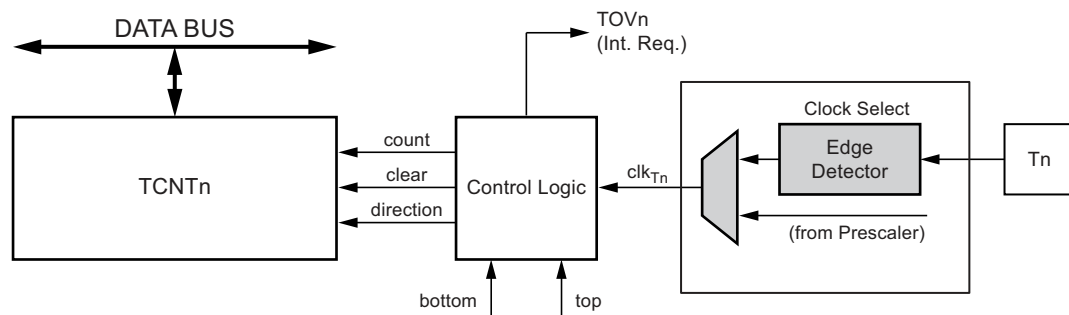 DATA BUS
TOVn
(Int. Req.)
TCNTn
count
clear
direction
Control Logic
bottom
top
clkTn
Clock Select
Edge
Detector
(from Prescaler)
Tn